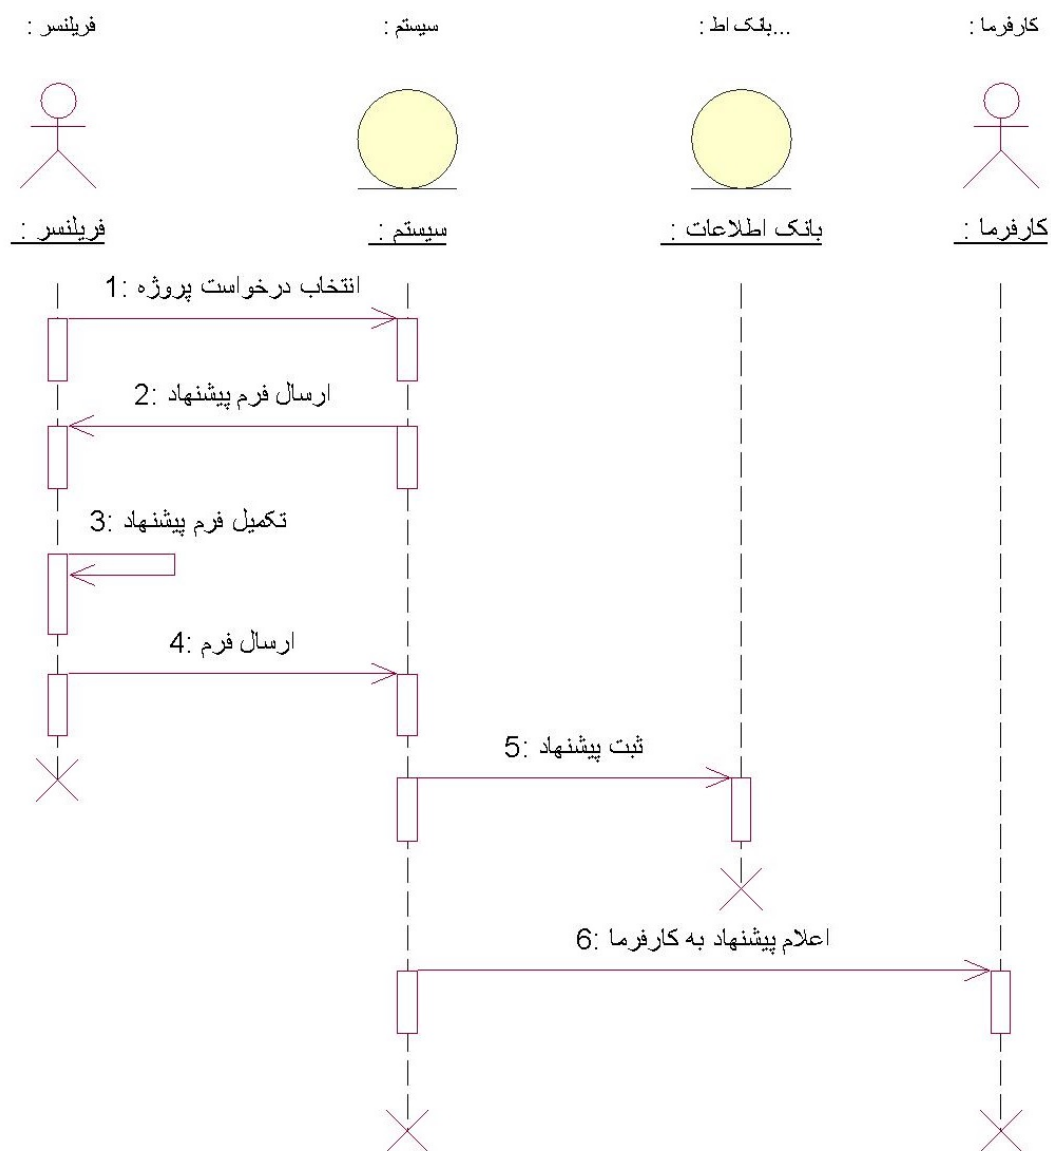 فریلنسر :
سیستم :
بانک اط...:
کارفرما :
فریلنسر :
سیستم :
بانک اطلاعات :
کارفرما :
1: انتخاب درخواست پروژه
2: ارسال فرم پیشنهاد
3: تکمیل فرم پیشنهاد
4: ارسال فرم
5: ثبت پیشنهاد
6: اعلام پیشنهاد به کارفرما